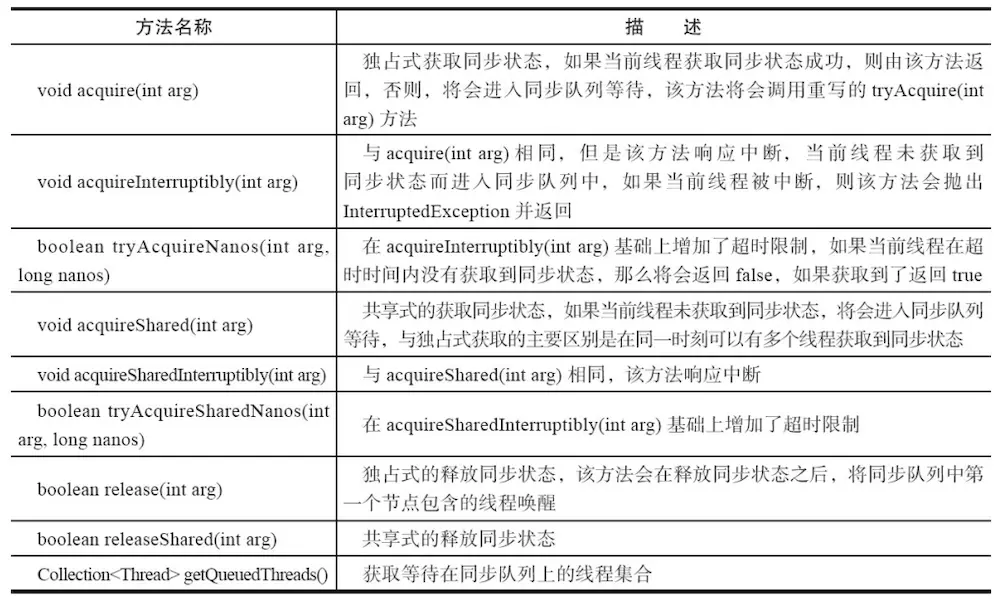 方法名称
描 述
void acquire(int arg)
独占式获取同步状态，如果当前线程获取同步状态成功，则由该方法返
回，否则，将会进入同步队列等待，该方法将会调用重写的 tryAcquire(int
arg) 方法
void acquireInterruptibly(int arg)
与 acquire(int arg) 相同，但是该方法响应中断，当前线程未获取到
同步状态而进入同步队列中，如果当前线程被中断，则该方法会抛出
InterruptedException 并返回
boolean tryAcquireNanos(int arg,
long nanos)
在 acquireInterruptibly(int arg) 基础上增加了超时限制，如果当前线程在超
时时间内没有获取到同步状态，那么将会返回 false，如果获取到了返回 true
void acquireShared(int arg)
共享式的获取同步状态，如果当前线程未获取到同步状态，将会进入同步队列
等待，与独占式获取的主要区别是在同一时刻可以有多个线程获取到同步状态
void acquireSharedInterruptibly(int arg)
与 acquireShared(int arg) 相同，该方法响应中断
boolean tryAcquireSharedNanos(int
arg, long nanos)
在 acquireSharedInterruptibly(int arg) 基础上增加了超时限制
boolean release(int arg)
独占式的释放同步状态，该方法会在释放同步状态之后，将同步队列中第
一个节点包含的线程唤醒
boolean releaseShared(int arg)
共享式的释放同步状态
Collection<Thread> getQueuedThreads()
获取等待在同步队列上的线程集合